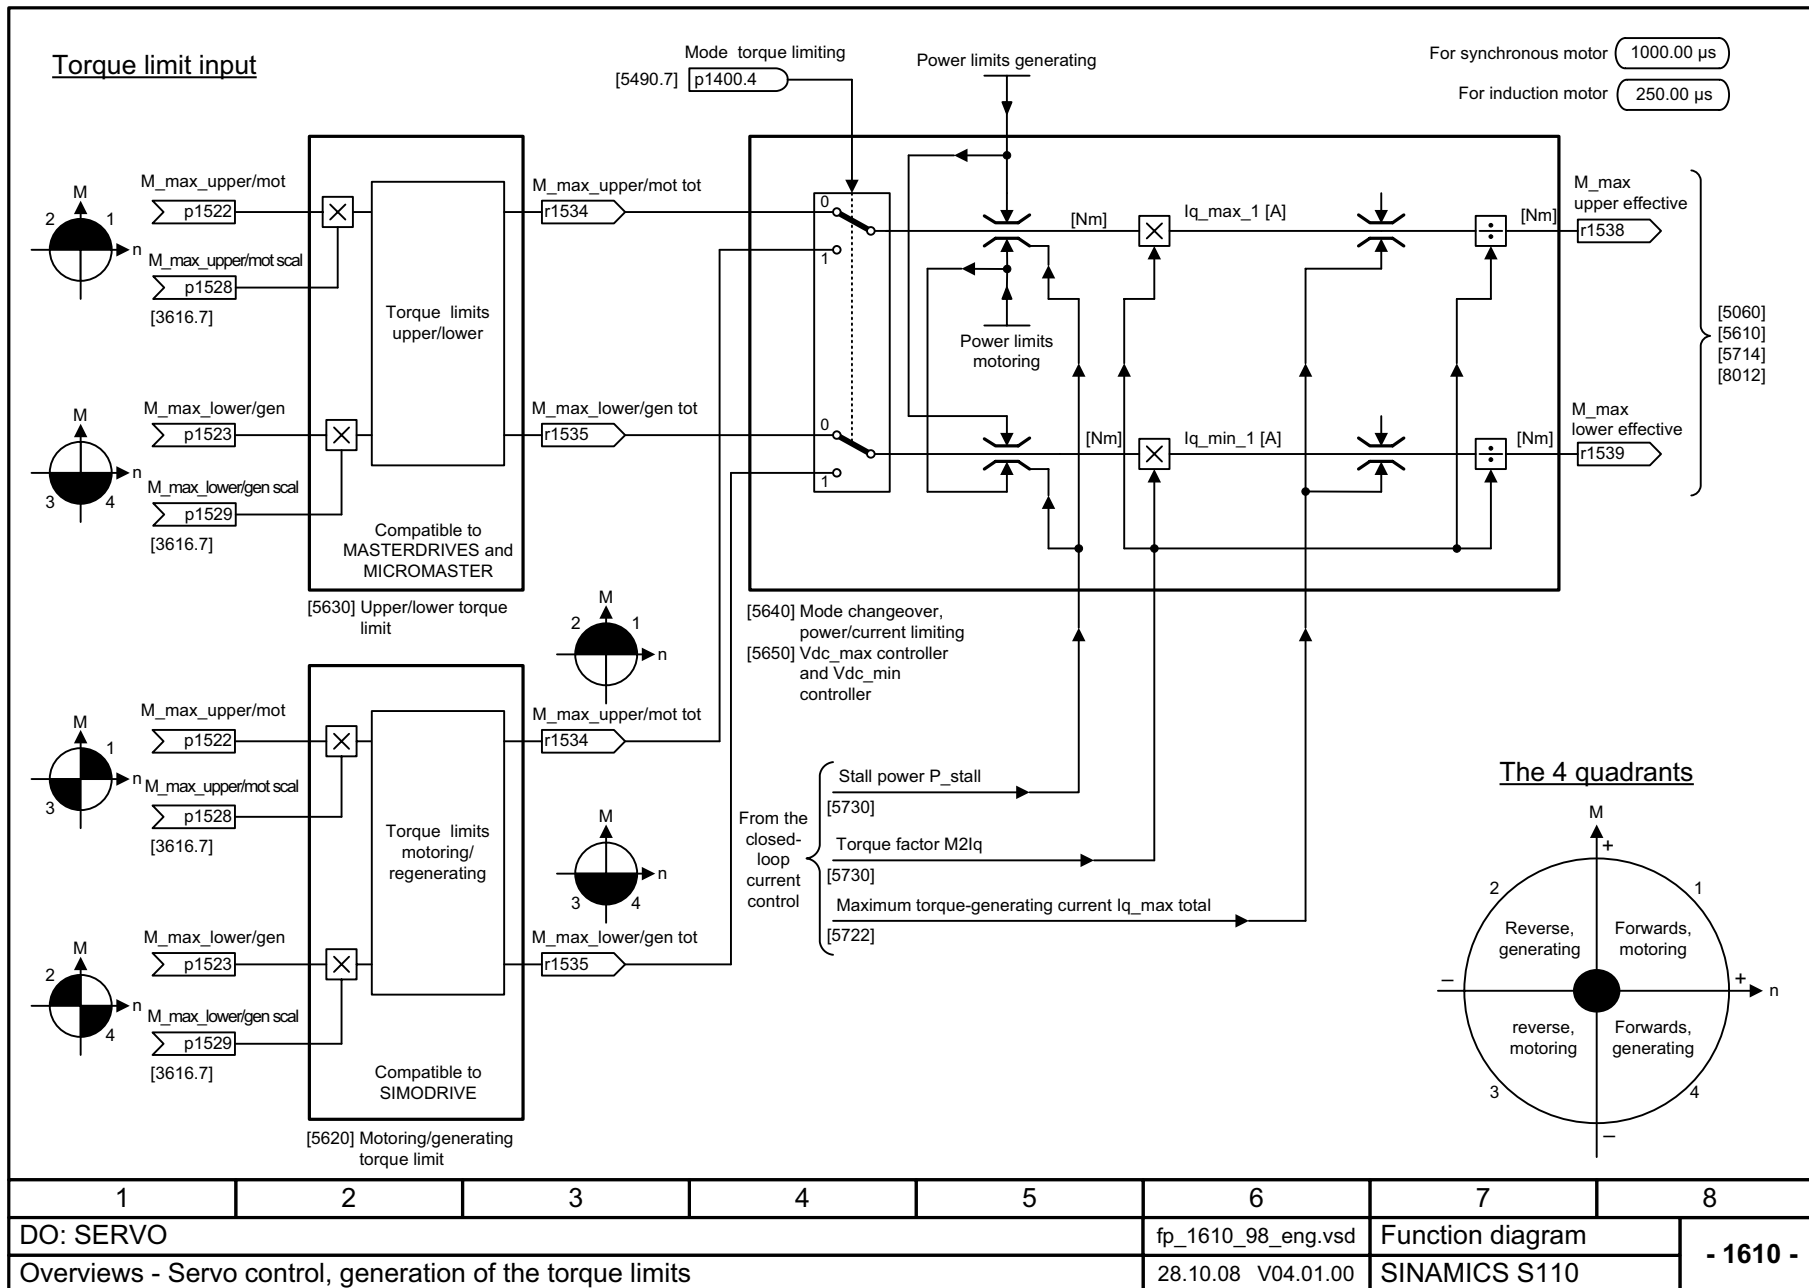 Torque limit input
Mode torque limiting
[5490.7] p1400.4
Power limits generating
For synchronous motor 1000.00 µs
For induction motor 250.00 µs
M
2 1
n
M_max_upper/mot
p1522
M_max_upper/mot scal
p1528
[3616.7]
M
3 4
n
M_max_lower/gen
p1523
M_max_lower/gen scal
p1529
[3616.7]
Torque limits
upper/lower
Compatible to
MASTERDRIVES and
MICROMASTER
[5630] Upper/lower torque
limit
M_max_upper/mot tot
r1534
M_max_lower/gen tot
r1535
0
1
0
1
Power limits
motoring
[Nm]
Iq_max_1 [A]
[Nm]
[Nm]
Iq_min_1 [A]
[Nm]
M_max
upper effective
r1538
M_max
lower effective
r1539
[5060]
[5610]
[5714]
[8012]
[5640] Mode changeover,
power/current limiting
[5650] Vdc_max controller
and Vdc_min
controller
M
2 1
n
M
1
n
3
M_max_upper/mot
p1522
M_max_upper/mot scal
p1528
[3616.7]
M
2
n
4
M_max_lower/gen
p1523
M_max_lower/gen scal
p1529
[3616.7]
Torque limits
motoring/
regenerating
Compatible to
SIMODRIVE
[5620] Motoring/generating
torque limit
M_max_upper/mot tot
r1534
M
n
3 4
M_max_lower/gen tot
r1535
From the
closed-
loop
current
control
Stall power P_stall
[5730]
Torque factor M2Iq
[5730]
Maximum torque-generating current Iq_max total
[5722]
The 4 quadrants
M
+
2 1
Reverse,
generating
Forwards,
motoring
– + n
reverse,
motoring
Forwards,
generating
3 4
–
1 2 3 4 5 6 7 8
DO: SERVO
fp_1610_98_eng.vsd
Function diagram
- 1610 -
Overviews - Servo control, generation of the torque limits
28.10.08 V04.01.00
SINAMICS S110